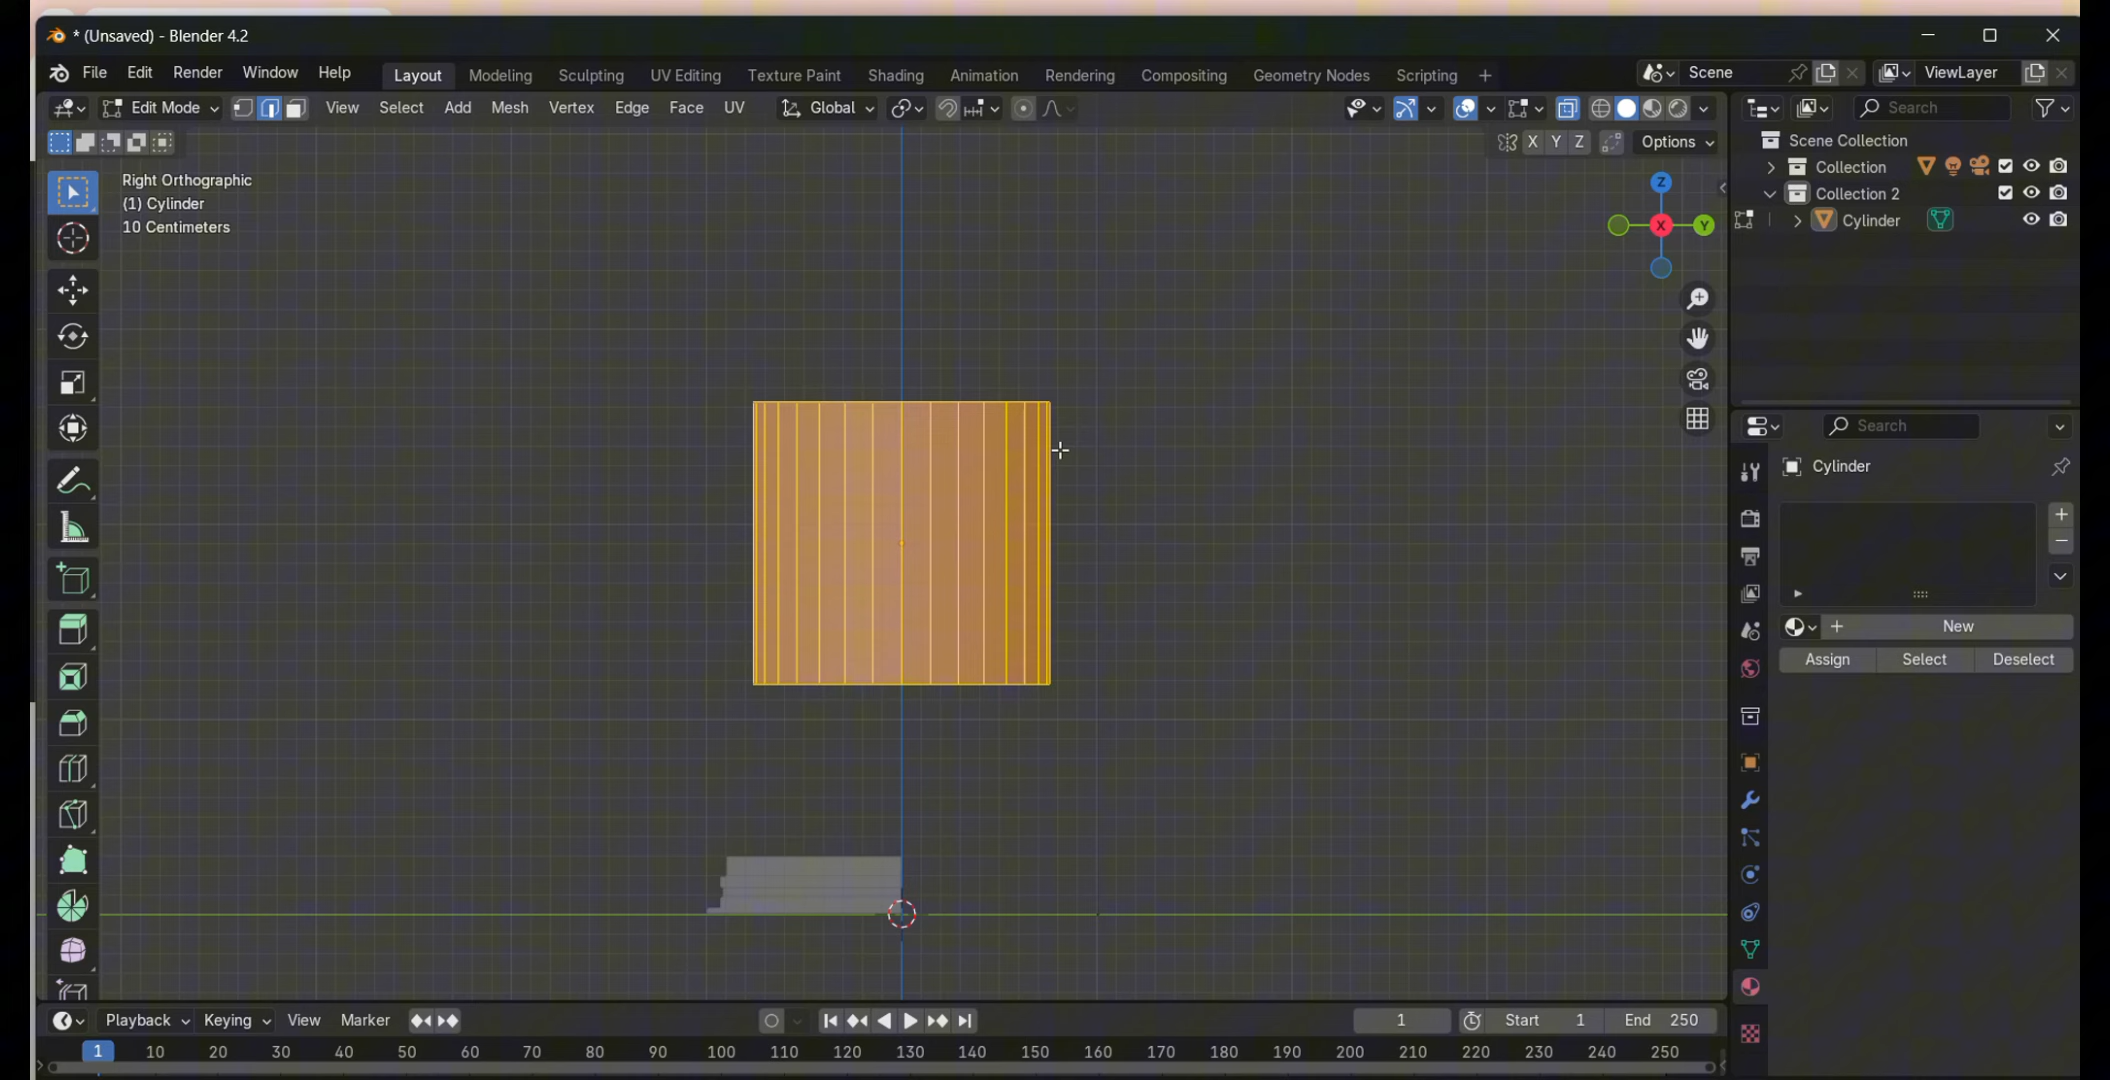 * (Unsaved) - Blender 4.2
File Edit Render Window Help Layout Modeling Sculpting UV Editing Texture Paint Shading Animation Rendering Compositing Geometry Nodes Scripting + Scene ViewLayer
Edit Mode View Select Add Mesh Vertex Edge Face UV Global Search
X Y Z Options
Scene Collection
Collection
Collection 2
Cylinder
Right Orthographic
(1) Cylinder
10 Centimeters
Z
X Y
Search
Cylinder
New
Assign Select Deselect
Playback Keying View Marker 1 Start 1 End 250
1 10 20 30 40 50 60 70 80 90 100 110 120 130 140 150 160 170 180 190 200 210 220 230 240 250